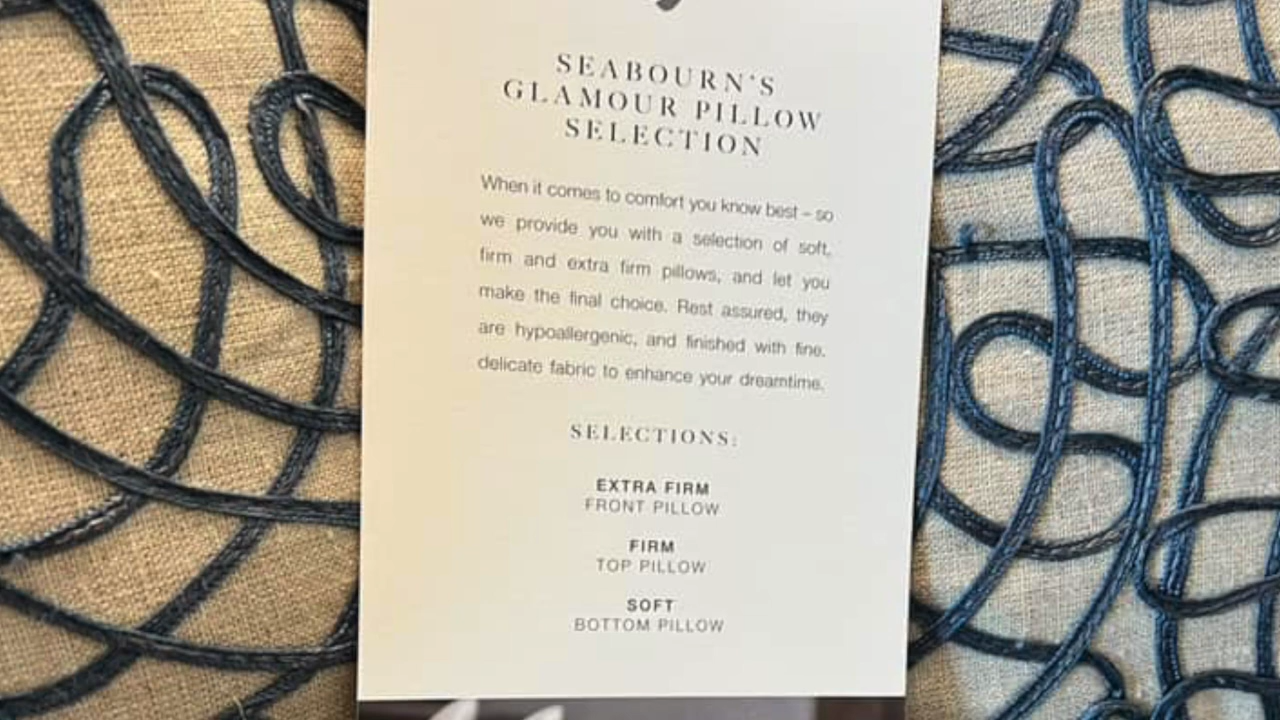 SEABOURN'S
GLAMOUR PILLOW
SELECTION
When it comes to comfort you know best – so
we provide you with a selection of soft,
firm and extra firm pillows, and let you
make the final choice. Rest assured, they
are hypoallergenic, and finished with fine,
delicate fabric to enhance your dreamtime.
SELECTIONS:
EXTRA FIRM
FRONT PILLOW
FIRM
TOP PILLOW
SOFT
BOTTOM PILLOW